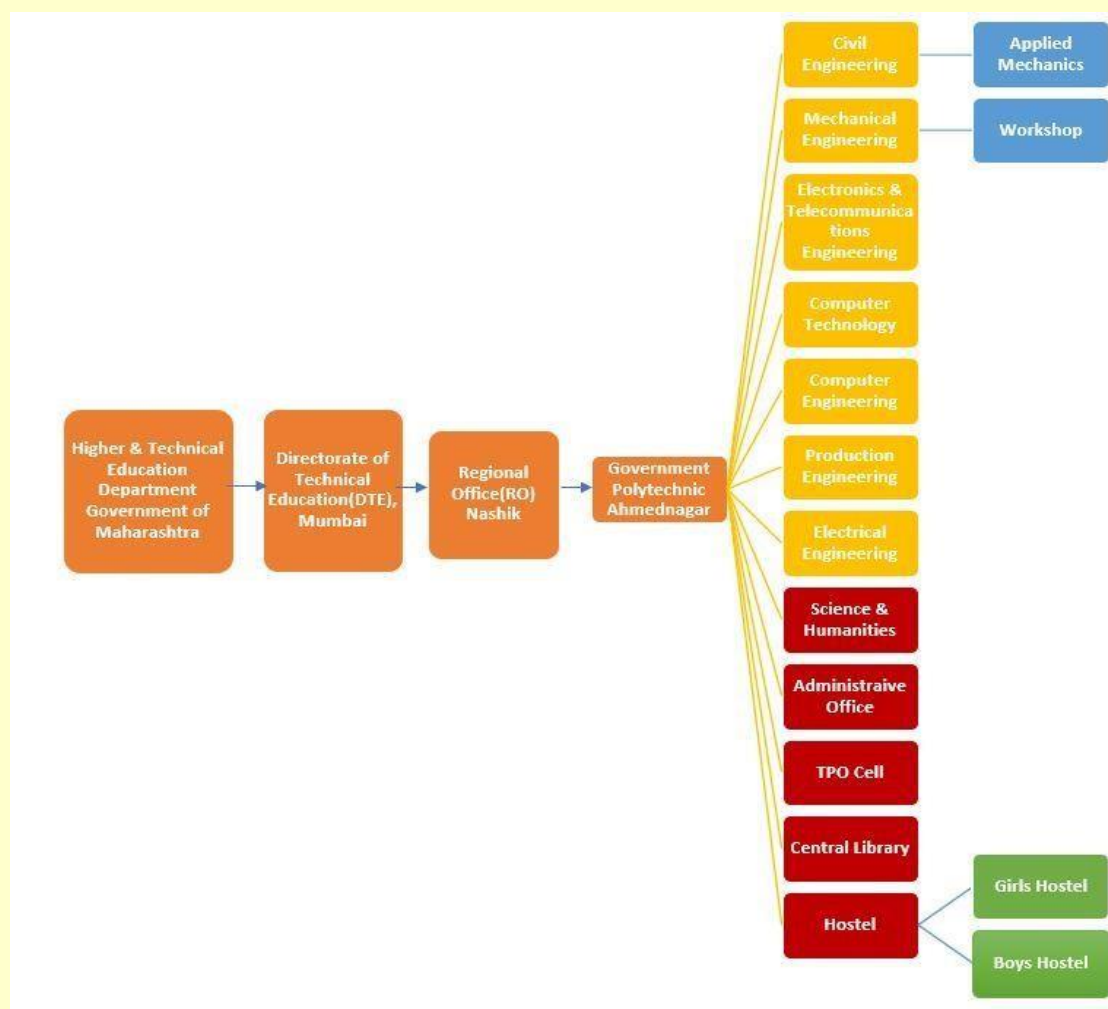 Higher & Technical
Education
Department
Government of
Maharashtra
Directorate of
Technical
Education(DTE),
Mumbai
Regional
Office(RO)
Nashik
Government
Polytechnic
Ahmednagar
Civil
Engineering
Applied
Mechanics
Mechanical
Engineering
Workshop
Electronics &
Telecommunica
tions
Engineering
Computer
Technology
Computer
Engineering
Production
Engineering
Electrical
Engineering
Science &
Humanities
Administraive
Office
TPO Cell
Central Library
Hostel
Girls Hostel
Boys Hostel